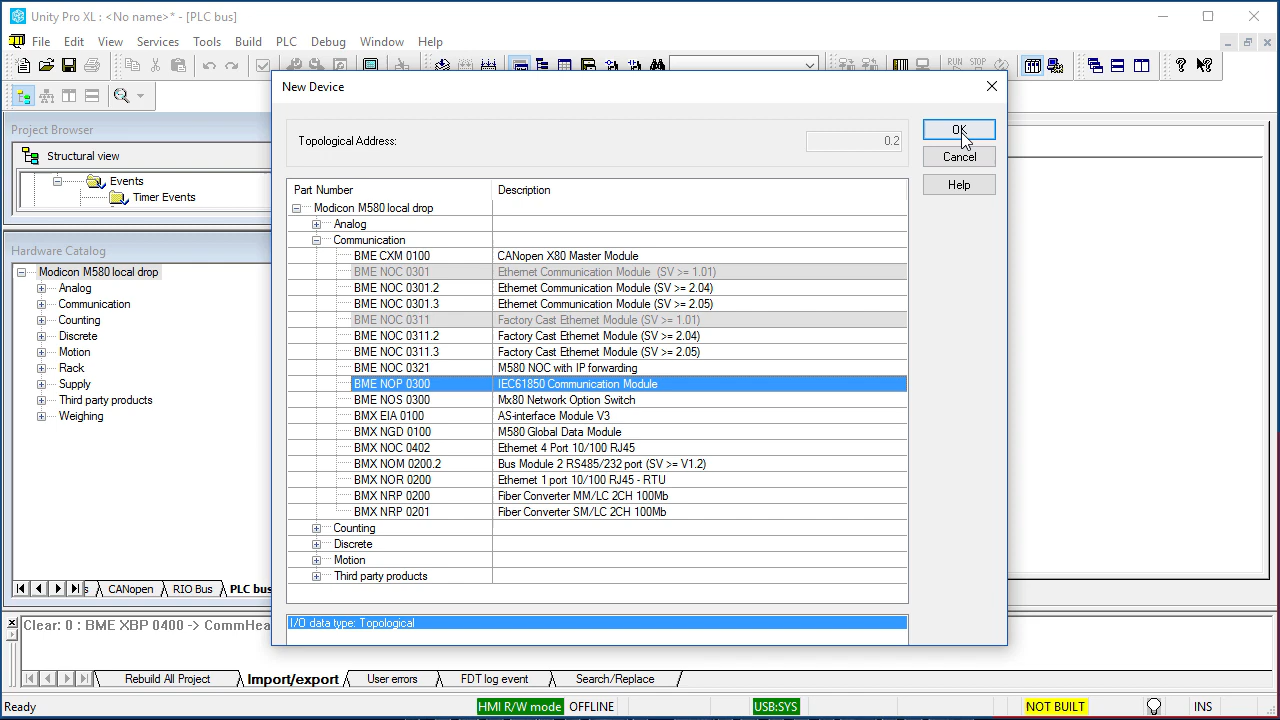 Unity Pro XL : <No name>* - [PLC bus]
File Edit View Services Tools Build PLC Debug Window Help
RUN STOP
New Device
Topological Address: 0.2
OK
Cancel
Help
Project Browser
Structural view
Events
Timer Events
Hardware Catalog
Modicon M580 local drop
Analog
Communication
Counting
Discrete
Motion
Rack
Supply
Third party products
Weighing
Part Number Description
Modicon M580 local drop
Analog
Communication
BME CXM 0100 CANopen X80 Master Module
BME NOC 0301 Ethernet Communication Module (SV >= 1.01)
BME NOC 0301.2 Ethernet Communication Module (SV >= 2.04)
BME NOC 0301.3 Ethernet Communication Module (SV >= 2.05)
BME NOC 0311 Factory Cast Ethernet Module (SV >= 1.01)
BME NOC 0311.2 Factory Cast Ethernet Module (SV >= 2.04)
BME NOC 0311.3 Factory Cast Ethernet Module (SV >= 2.05)
BME NOC 0321 M580 NOC with IP forwarding
BME NOP 0300 IEC61850 Communication Module
BME NOS 0300 Mx80 Network Option Switch
BMX EIA 0100 AS-interface Module V3
BMX NGD 0100 M580 Global Data Module
BMX NOC 0402 Ethernet 4 Port 10/100 RJ45
BMX NOM 0200.2 Bus Module 2 RS485/232 port (SV >= V1.2)
BMX NOR 0200 Ethernet 1 port 10/100 RJ45 - RTU
BMX NRP 0200 Fiber Converter MM/LC 2CH 100Mb
BMX NRP 0201 Fiber Converter SM/LC 2CH 100Mb
Counting
Discrete
Motion
Third party products
I/O data type: Topological
s CANopen RIO Bus PLC bus
Clear: 0 : BME XBP 0400 -> CommHea
Rebuild All Project Import/export User errors FDT log event Search/Replace
Ready HMI R/W mode OFFLINE USB:SYS NOT BUILT INS